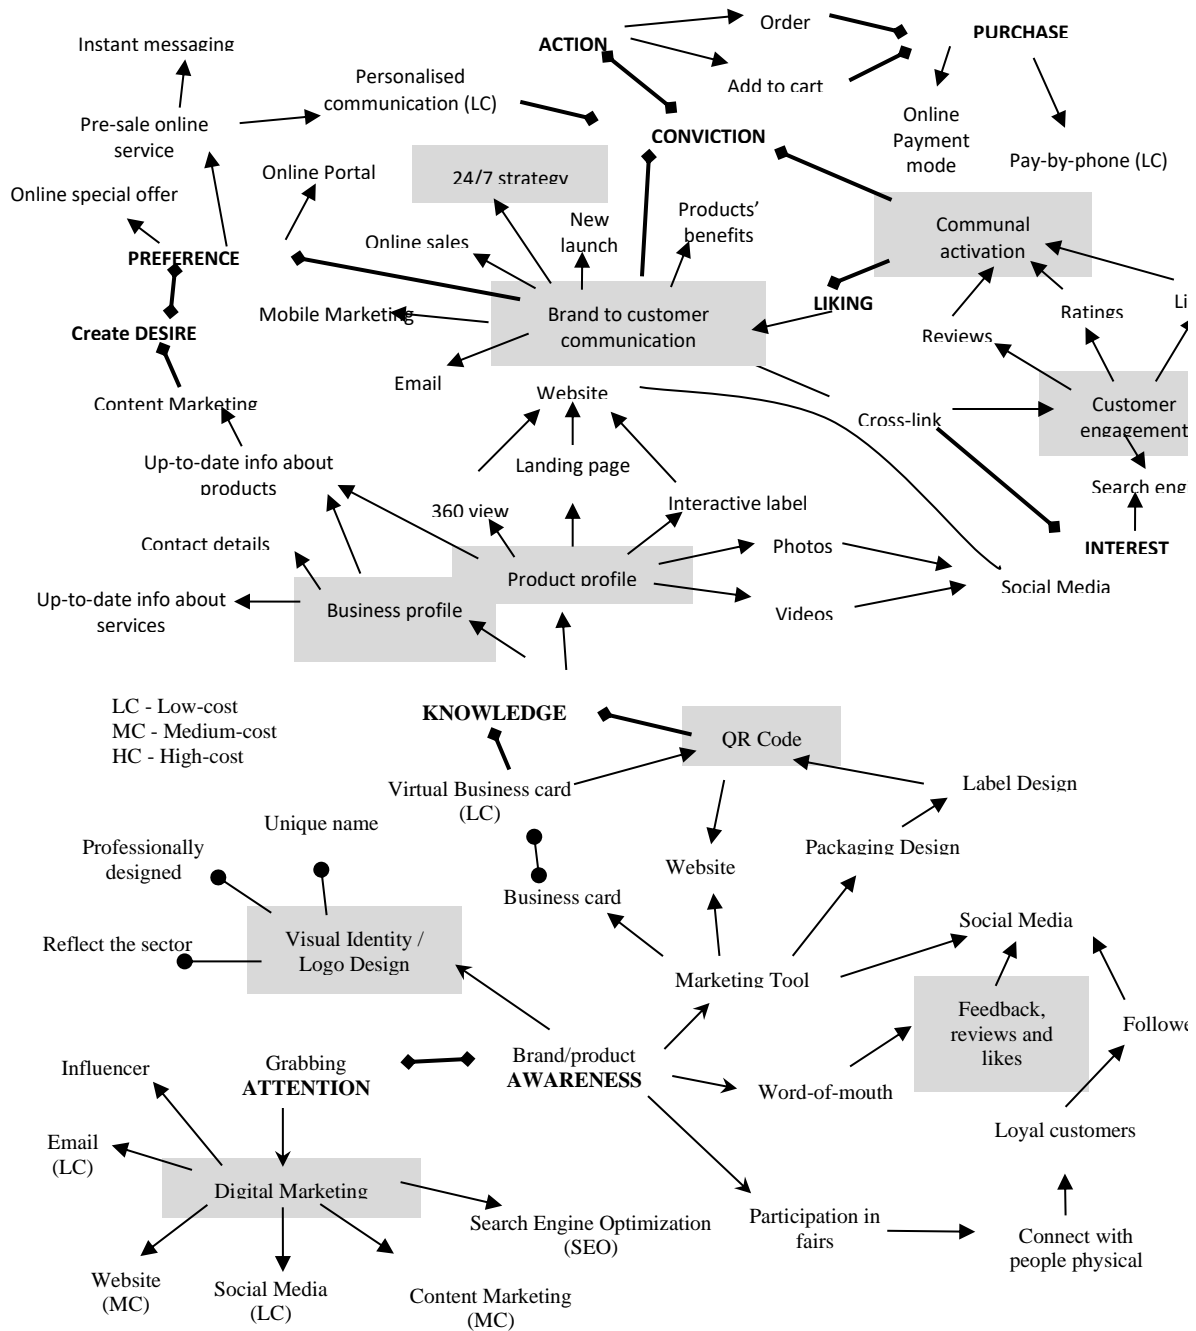 Order
PURCHASE
ACTION
Instant messaging
Personalised
communication (LC)
Add to cart
Online
Payment
mode
Pre-sale online
service
CONVICTION
Pay-by-phone (LC)
Online Portal
24/7 strategy
Online special offer
New
launch
Products’
benefits
Communal
activation
Online sales
PREFERENCE
LIKING
Mobile Marketing
Brand to customer
communication
Ratings
Reviews
Create DESIRE
Email
Website
Content Marketing
Cross-link
Customer
engagement
Up-to-date info about
products
Landing page
Search eng
360 view
Interactive label
Contact details
Photos
INTEREST
Product profile
Social Media
Up-to-date info about
services
Business profile
Videos
LC - Low-cost
MC - Medium-cost
HC - High-cost
KNOWLEDGE
QR Code
Virtual Business card
(LC)
Label Design
Unique name
Professionally
designed
Website
Packaging Design
Business card
Reflect the sector
Visual Identity /
Logo Design
Social Media
Marketing Tool
Feedback,
reviews and
likes
Followe
Influencer
Grabbing
ATTENTION
Brand/product
AWARENESS
Word-of-mouth
Loyal customers
Email
(LC)
Digital Marketing
Search Engine Optimization
(SEO)
Participation in
fairs
Connect with
people physical
Website
(MC)
Social Media
(LC)
Content Marketing
(MC)